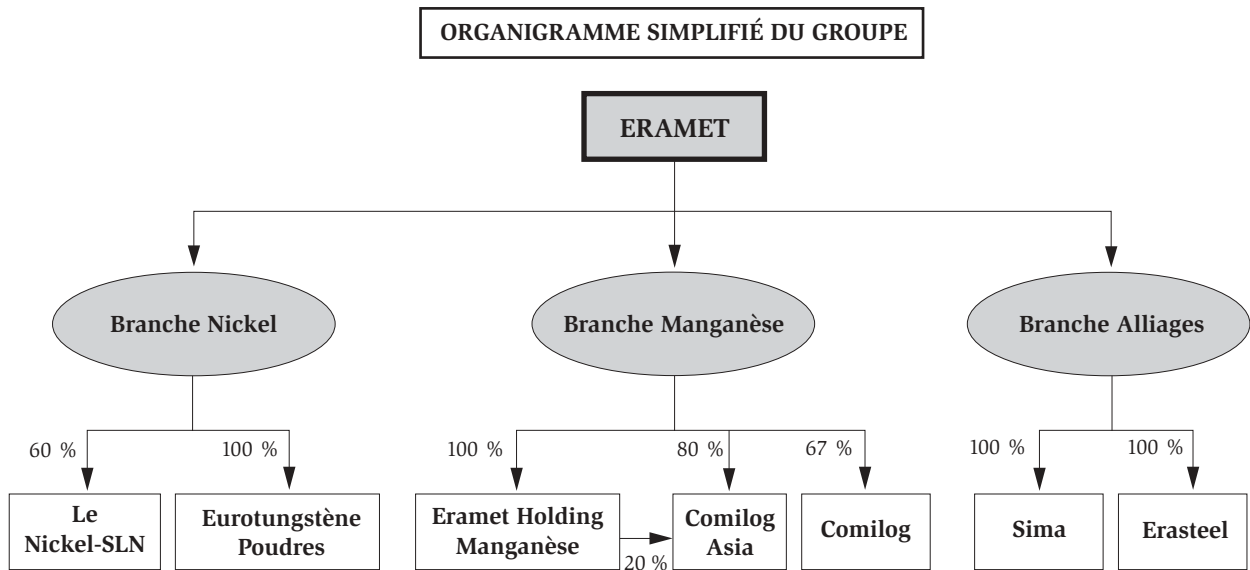 ORGANIGRAMME SIMPLIFIÉ DU GROUPE
ERAMET
Branche Nickel
Branche Manganèse
Branche Alliages
60 %
100 %
100 %
80 %
67 %
100 %
100 %
Le
Nickel-SLN
Eurotungstène
Poudres
Eramet Holding
Manganèse
20 %
Comilog
Asia
Comilog
Sima
Erasteel